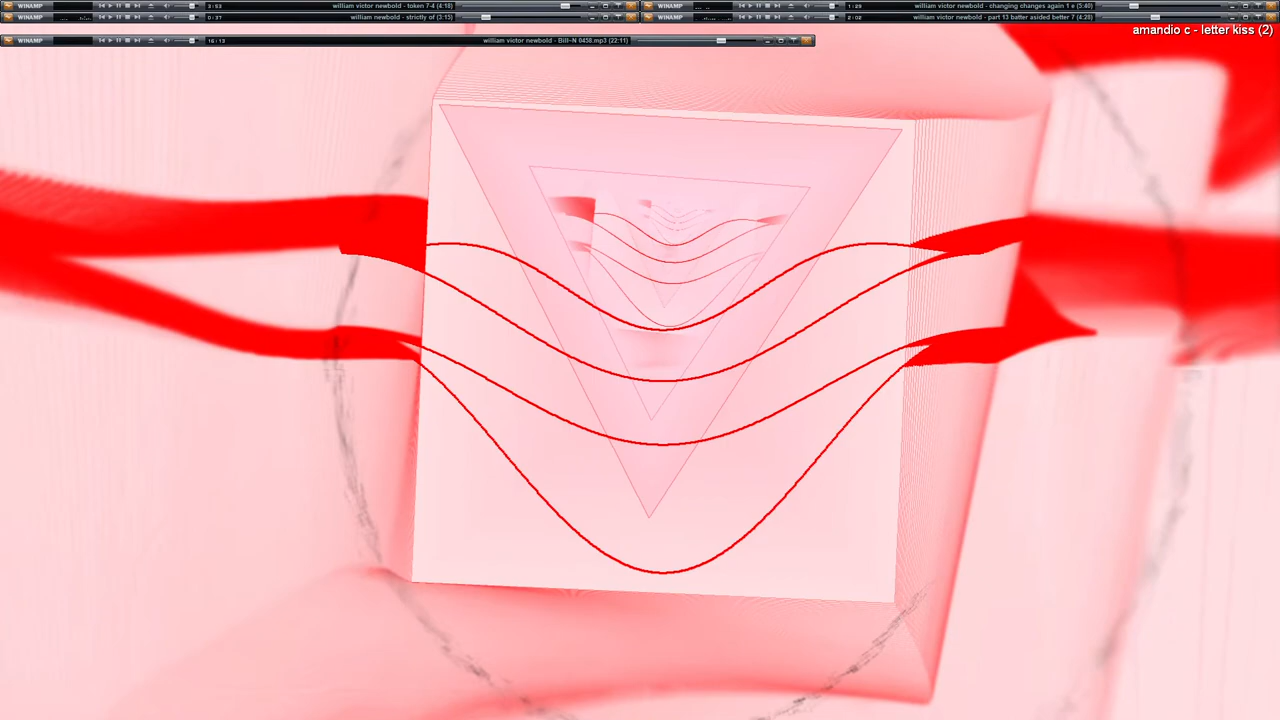 WINAMP 3:53 william victor newbold - token 7-4 (4:18)
WINAMP 1:29 william victor newbold - changing changes again 1 e (5:40)
WINAMP 0:37 william newbold - strictly of (3:15)
WINAMP 2:02 william victor newbold - part 13 batter asided better 7 (4:28)
amandio c - letter kiss (2)
WINAMP 16:13 william victor newbold - Bill-N 0458.mp3 (22:11)